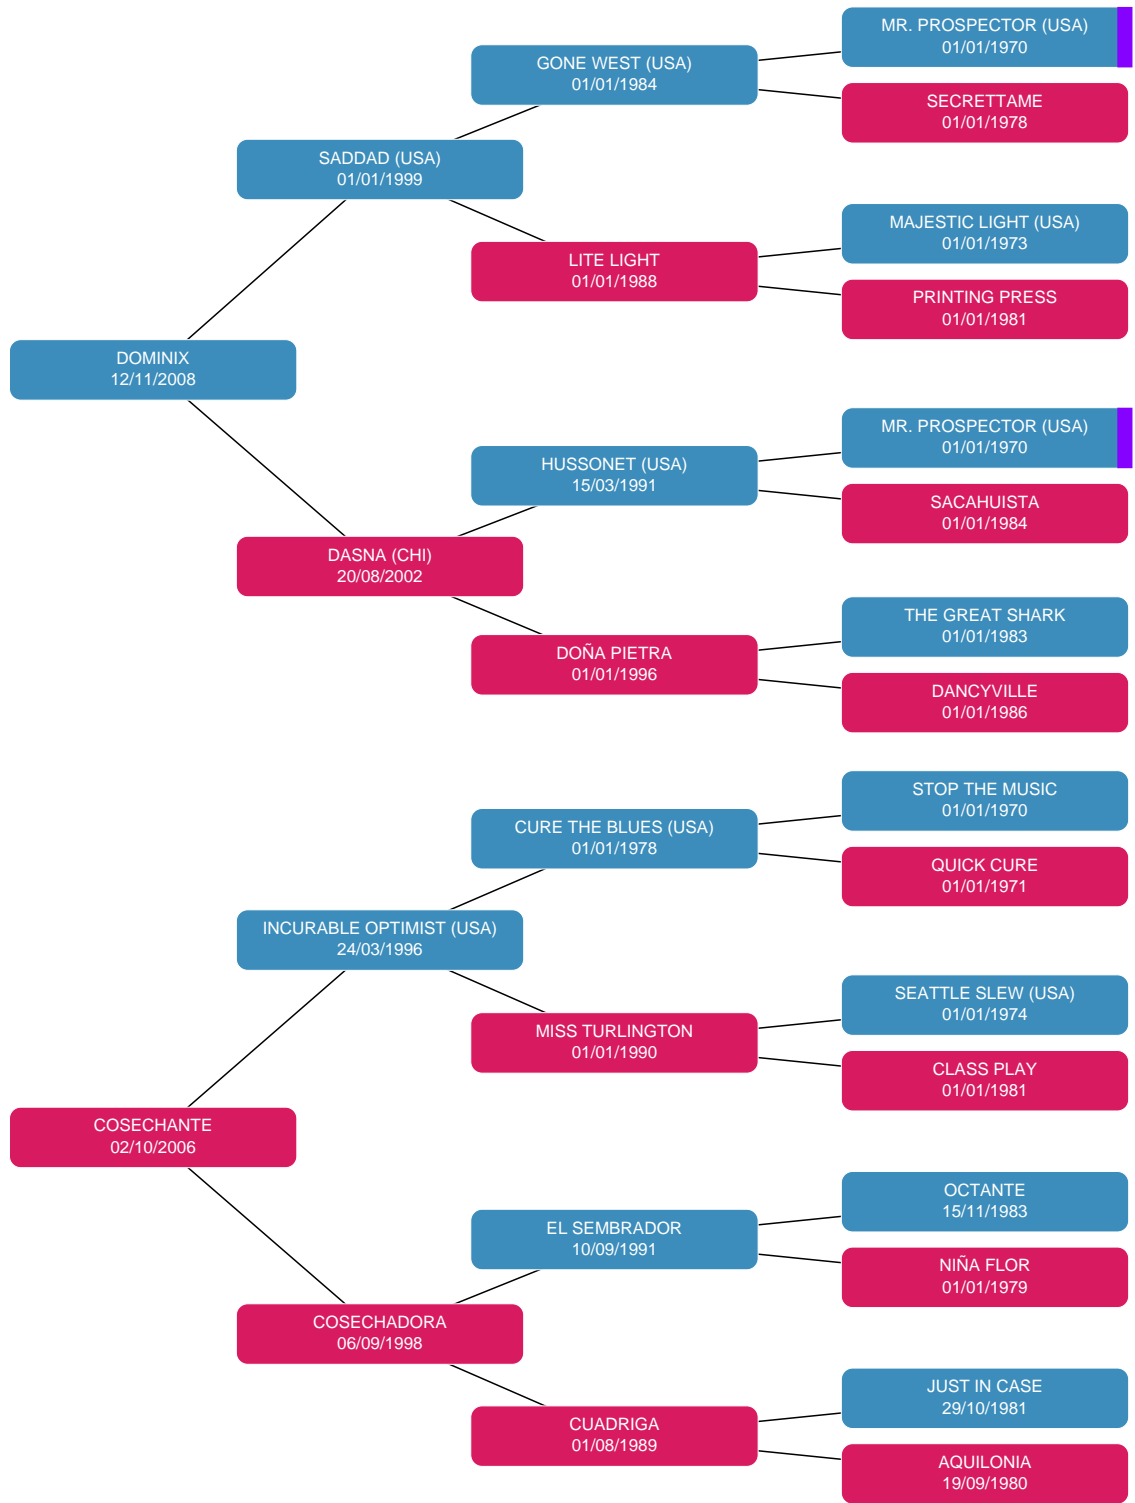 MR. PROSPECTOR (USA)
01/01/1970
GONE WEST (USA)
01/01/1984
SECRETTAME
01/01/1978
SADDAD (USA)
01/01/1999
MAJESTIC LIGHT (USA)
01/01/1973
LITE LIGHT
01/01/1988
PRINTING PRESS
01/01/1981
DOMINIX
12/11/2008
MR. PROSPECTOR (USA)
01/01/1970
HUSSONET (USA)
15/03/1991
SACAHUISTA
01/01/1984
DASNA (CHI)
20/08/2002
THE GREAT SHARK
01/01/1983
DOÑA PIETRA
01/01/1996
DANCYVILLE
01/01/1986
STOP THE MUSIC
01/01/1970
CURE THE BLUES (USA)
01/01/1978
QUICK CURE
01/01/1971
INCURABLE OPTIMIST (USA)
24/03/1996
SEATTLE SLEW (USA)
01/01/1974
MISS TURLINGTON
01/01/1990
CLASS PLAY
01/01/1981
COSECHANTE
02/10/2006
OCTANTE
15/11/1983
EL SEMBRADOR
10/09/1991
NIÑA FLOR
01/01/1979
COSECHADORA
06/09/1998
JUST IN CASE
29/10/1981
CUADRIGA
01/08/1989
AQUILONIA
19/09/1980